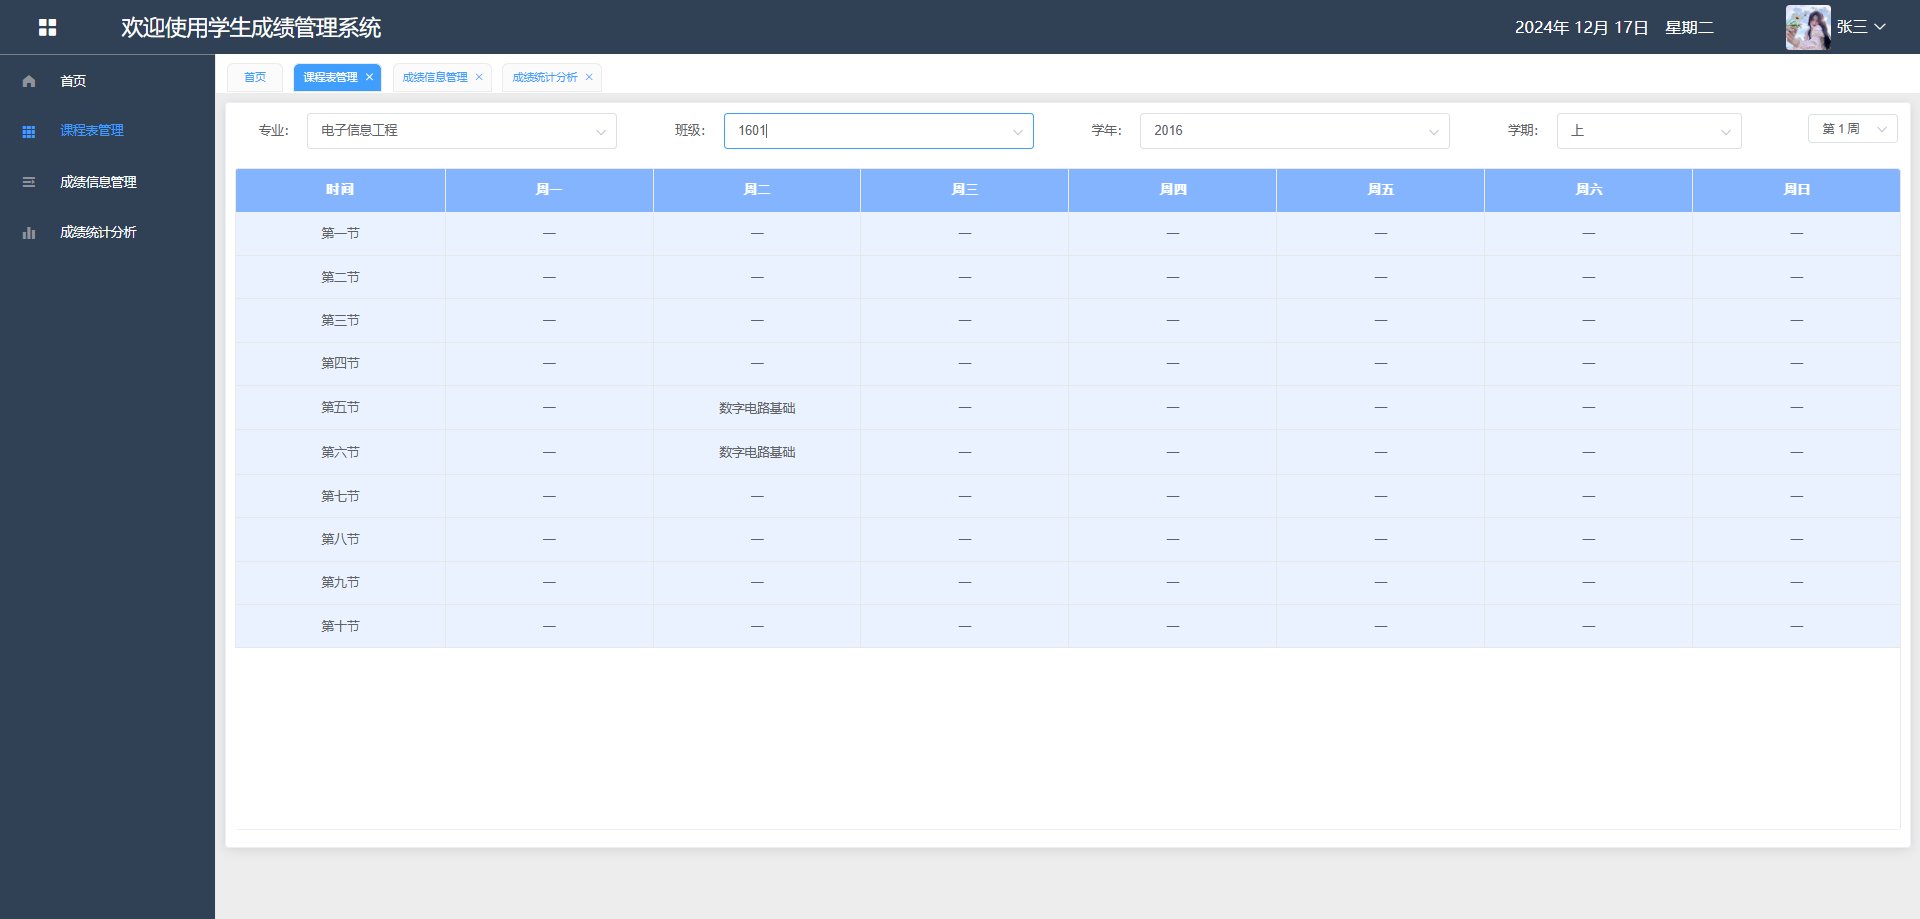 欢迎使用学生成绩管理系统 2024年 12月 17日 星期二 张三
首页
课程表管理
成绩信息管理
成绩统计分析
首页 课程表管理 × 成绩信息管理 × 成绩统计分析 ×
专业: 电子信息工程 班级: 1601 学年: 2016 学期: 上 第 1 周
时间 周一 周二 周三 周四 周五 周六 周日
第一节 — — — — — — —
第二节 — — — — — — —
第三节 — — — — — — —
第四节 — — — — — — —
第五节 — 数字电路基础 — — — — —
第六节 — 数字电路基础 — — — — —
第七节 — — — — — — —
第八节 — — — — — — —
第九节 — — — — — — —
第十节 — — — — — — —